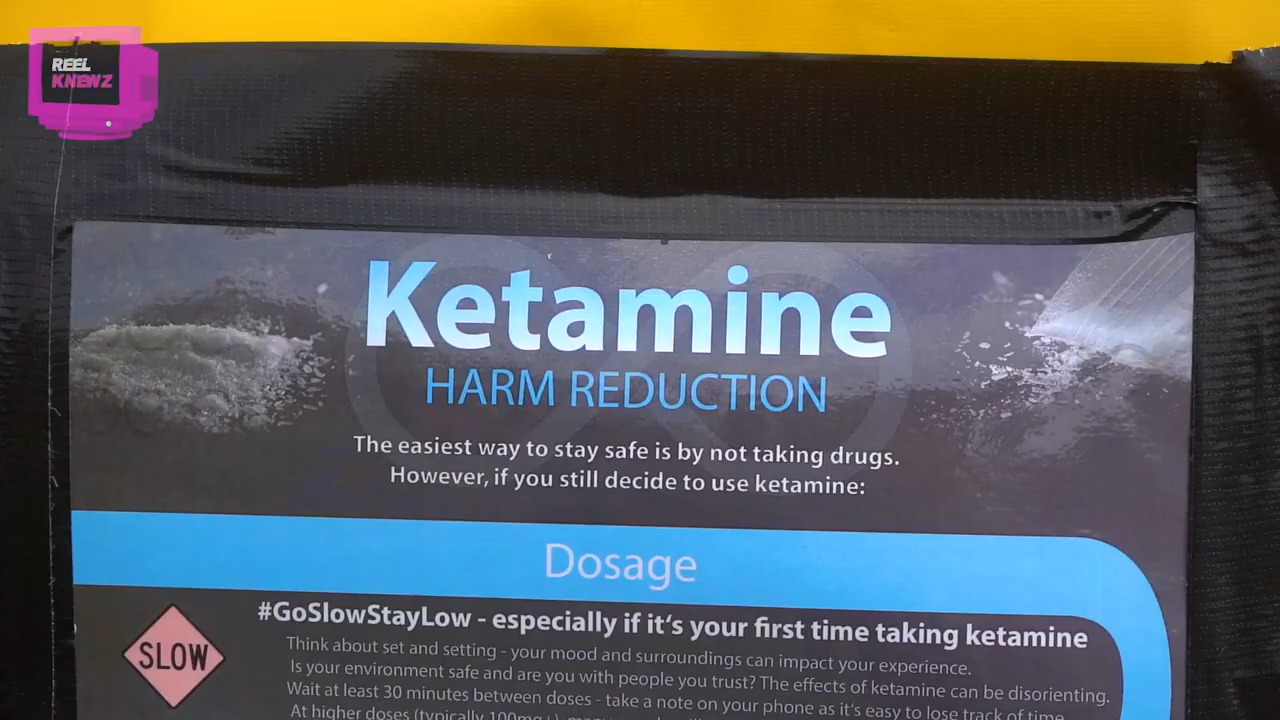 REEL
KNEWZ
Ketamine
HARM REDUCTION
The easiest way to stay safe is by not taking drugs.
However, if you still decide to use ketamine:
Dosage
#GoSlowStayLow - especially if it's your first time taking ketamine
SLOW
Think about set and setting - your mood and surroundings can impact your experience.
Is your environment safe and are you with people you trust? The effects of ketamine can be disorienting.
Wait at least 30 minutes between doses - take a note on your phone as it's easy to lose track of time
At higher doses (typically 100mg+)